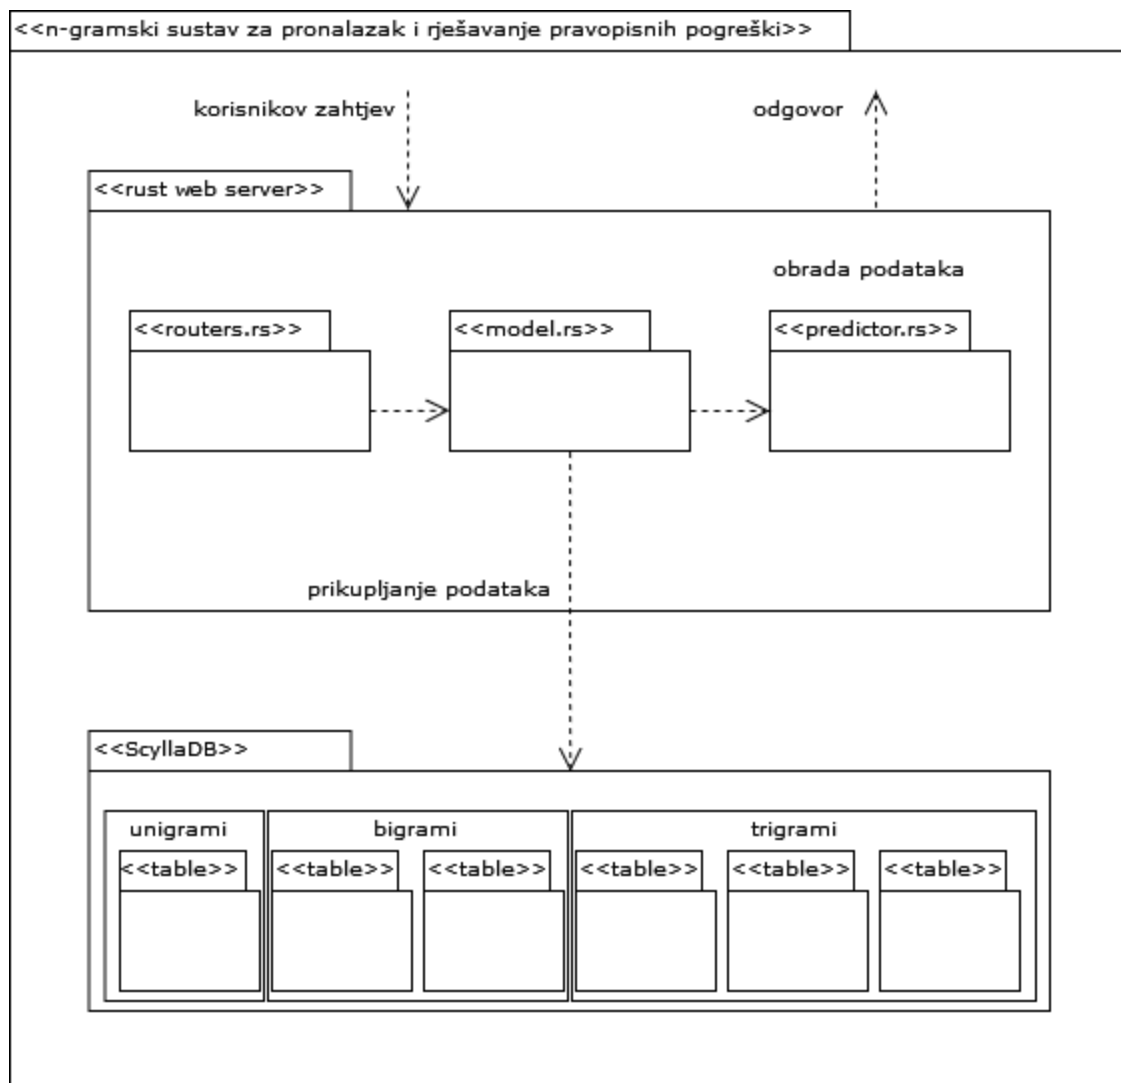 <<n-gramski sustav za pronalazak i rješavanje pravopisnih pogreški>>
korisnikov zahtjev
odgovor
<<rust web server>>
obrada podataka
<<routers.rs>>
<<model.rs>>
<<predictor.rs>>
prikupljanje podataka
<<ScyllaDB>>
unigrami
bigrami
trigrami
<<table>>
<<table>>
<<table>>
<<table>>
<<table>>
<<table>>